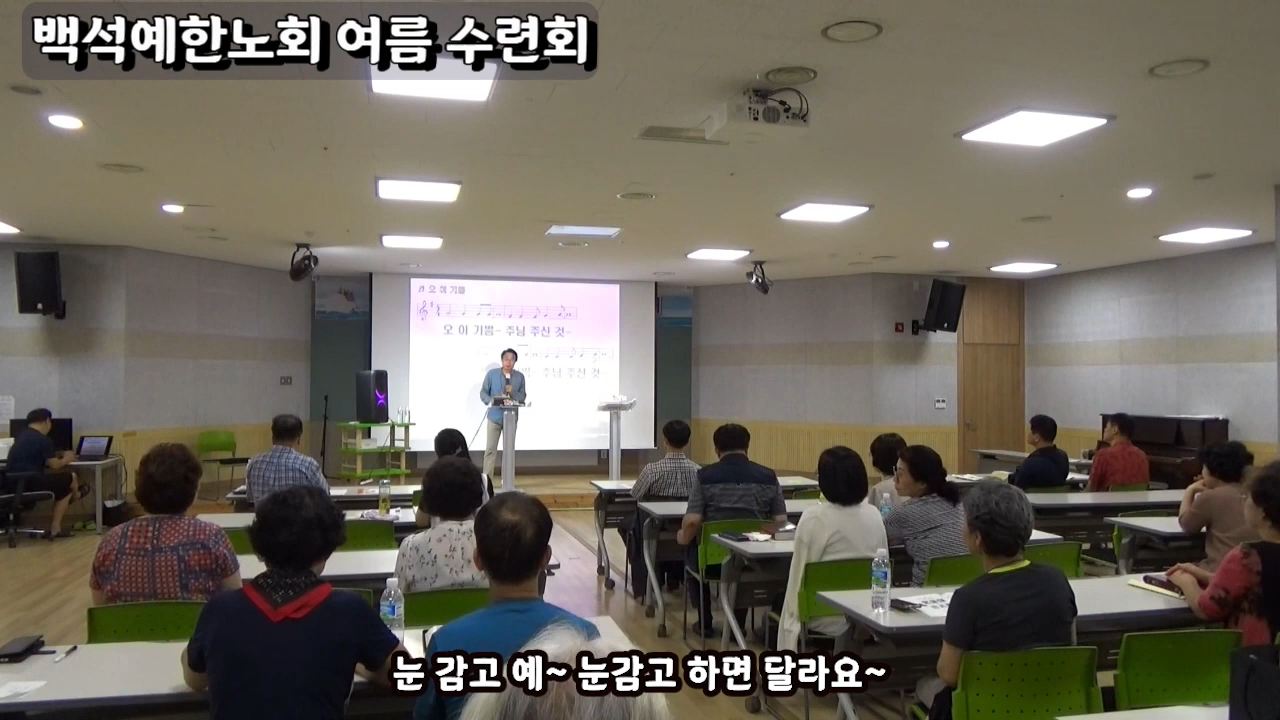 백석예한노회 여름 수련회
오 이 기쁨
오 이 기쁨~ 주님 주신 것~
주님 주신 것~
눈 감고 예~ 눈감고 하면 달라요~